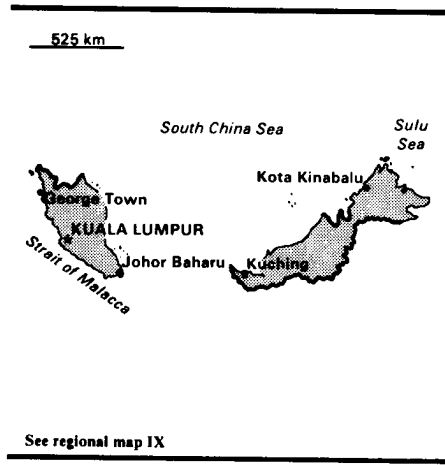 525 km
South China Sea
Sulu
Sea
Kota Kinabalu
George Town
KUALA LUMPUR
Strait of Malacca
Johor Baharu
Kuching
See regional map IX